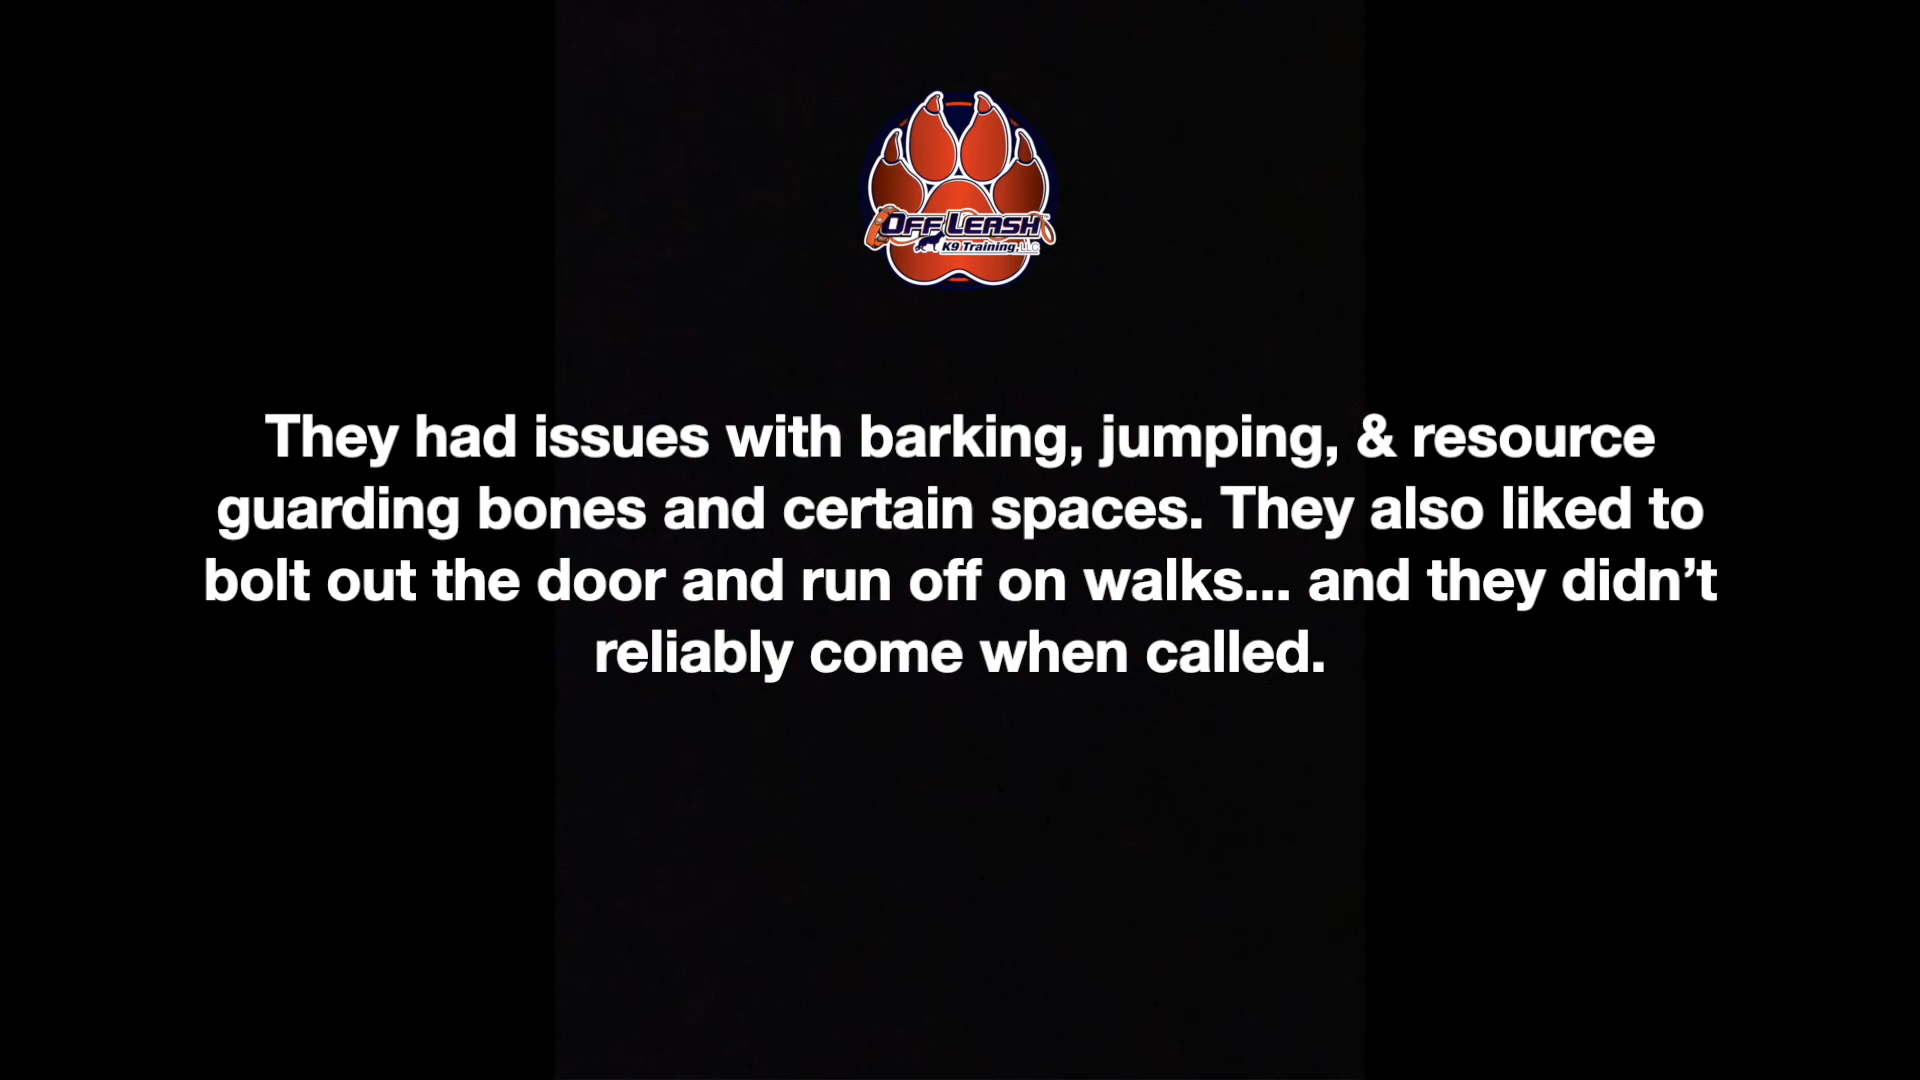 OFF LEASH
K9 Training, LLC
They had issues with barking, jumping, & resource
guarding bones and certain spaces. They also liked to
bolt out the door and run off on walks... and they didn’t
reliably come when called.